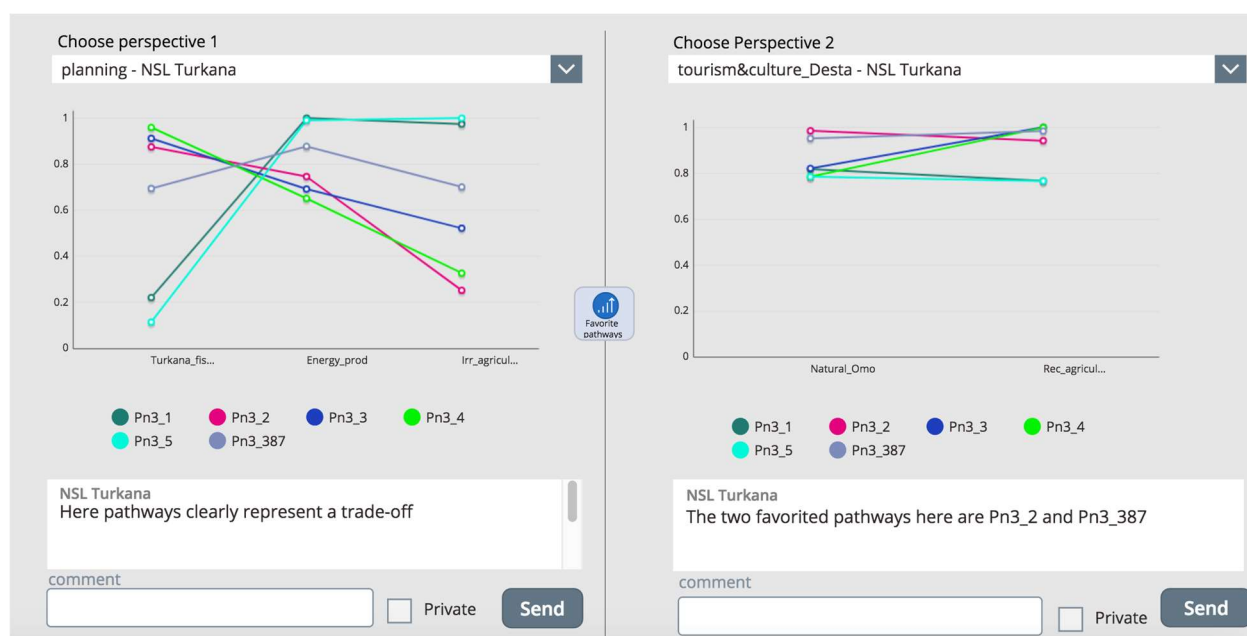 Choose perspective 1
planning - NSL Turkana
1
0.8
0.6
0.4
0.2
0
Turkana_fis...
Energy_prod
Irr_agricul...
Pn3_1
Pn3_2
Pn3_3
Pn3_4
Pn3_5
Pn3_387
NSL Turkana
Here pathways clearly represent a trade-off
comment
Private
Send
Favorite
pathways
Choose Perspective 2
tourism&culture_Desta - NSL Turkana
1
0.8
0.6
0.4
0.2
0
Natural_Omo
Rec_agricul...
Pn3_1
Pn3_2
Pn3_3
Pn3_4
Pn3_5
Pn3_387
NSL Turkana
The two favorited pathways here are Pn3_2 and Pn3_387
comment
Private
Send